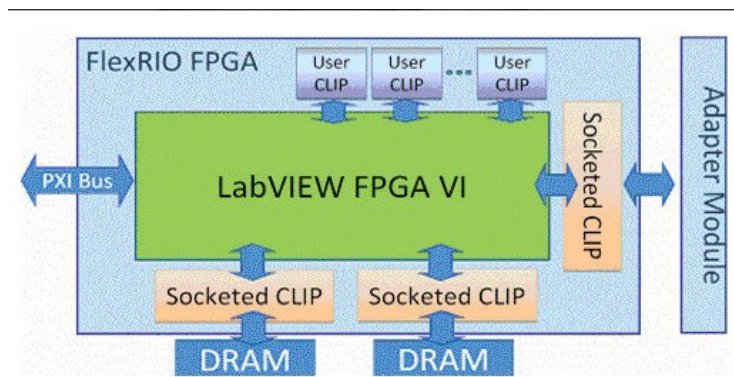 FlexRIO FPGA
User
CLIP
User
CLIP
...
User
CLIP
PXI Bus
LabVIEW FPGA VI
Socketed CLIP
Adapter Module
Socketed CLIP
Socketed CLIP
DRAM
DRAM